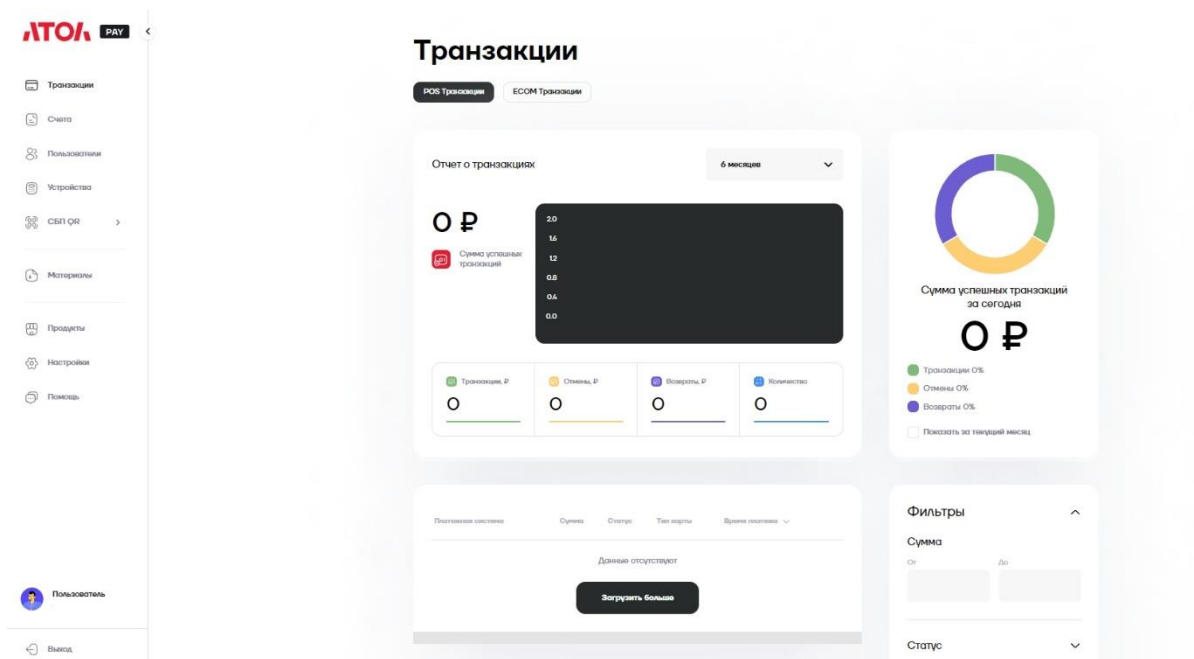 АТОЛ PAY
Транзакции
Счета
Пользователи
Устройства
СБП QR
Материалы
Продукты
Настройки
Помощь
Пользователь
Выход
Транзакции
POS Транзакции
ECOM Транзакции
Отчет о транзакциях
6 месяцев
0 ₽
Сумма успешных
транзакций
2.0
1.6
1.2
0.8
0.4
0.0
Транзакции, ₽
0
Отмены, ₽
0
Возвраты, ₽
0
Количество
0
Сумма успешных транзакций
за сегодня
0 ₽
Транзакции 0%
Отмены 0%
Возвраты 0%
Показать за текущий месяц
Платежная система Сумма Статус Тип карты Время платежа
Данные отсутствуют
Загрузить больше
Фильтры
Сумма
От До
Статус